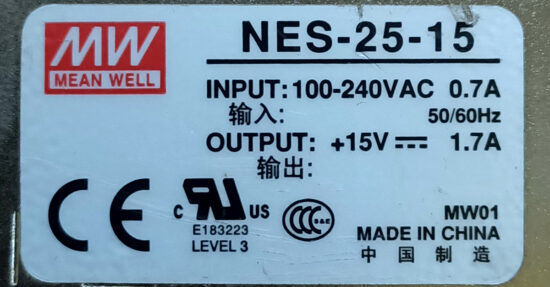 MW
MEAN WELL
NES-25-15
INPUT: 100-240VAC 0.7A
输入: 50/60Hz
OUTPUT: +15V 1.7A
输出:
CE
C RU US
E183223
LEVEL 3
CCC
MW01
MADE IN CHINA
中国制造